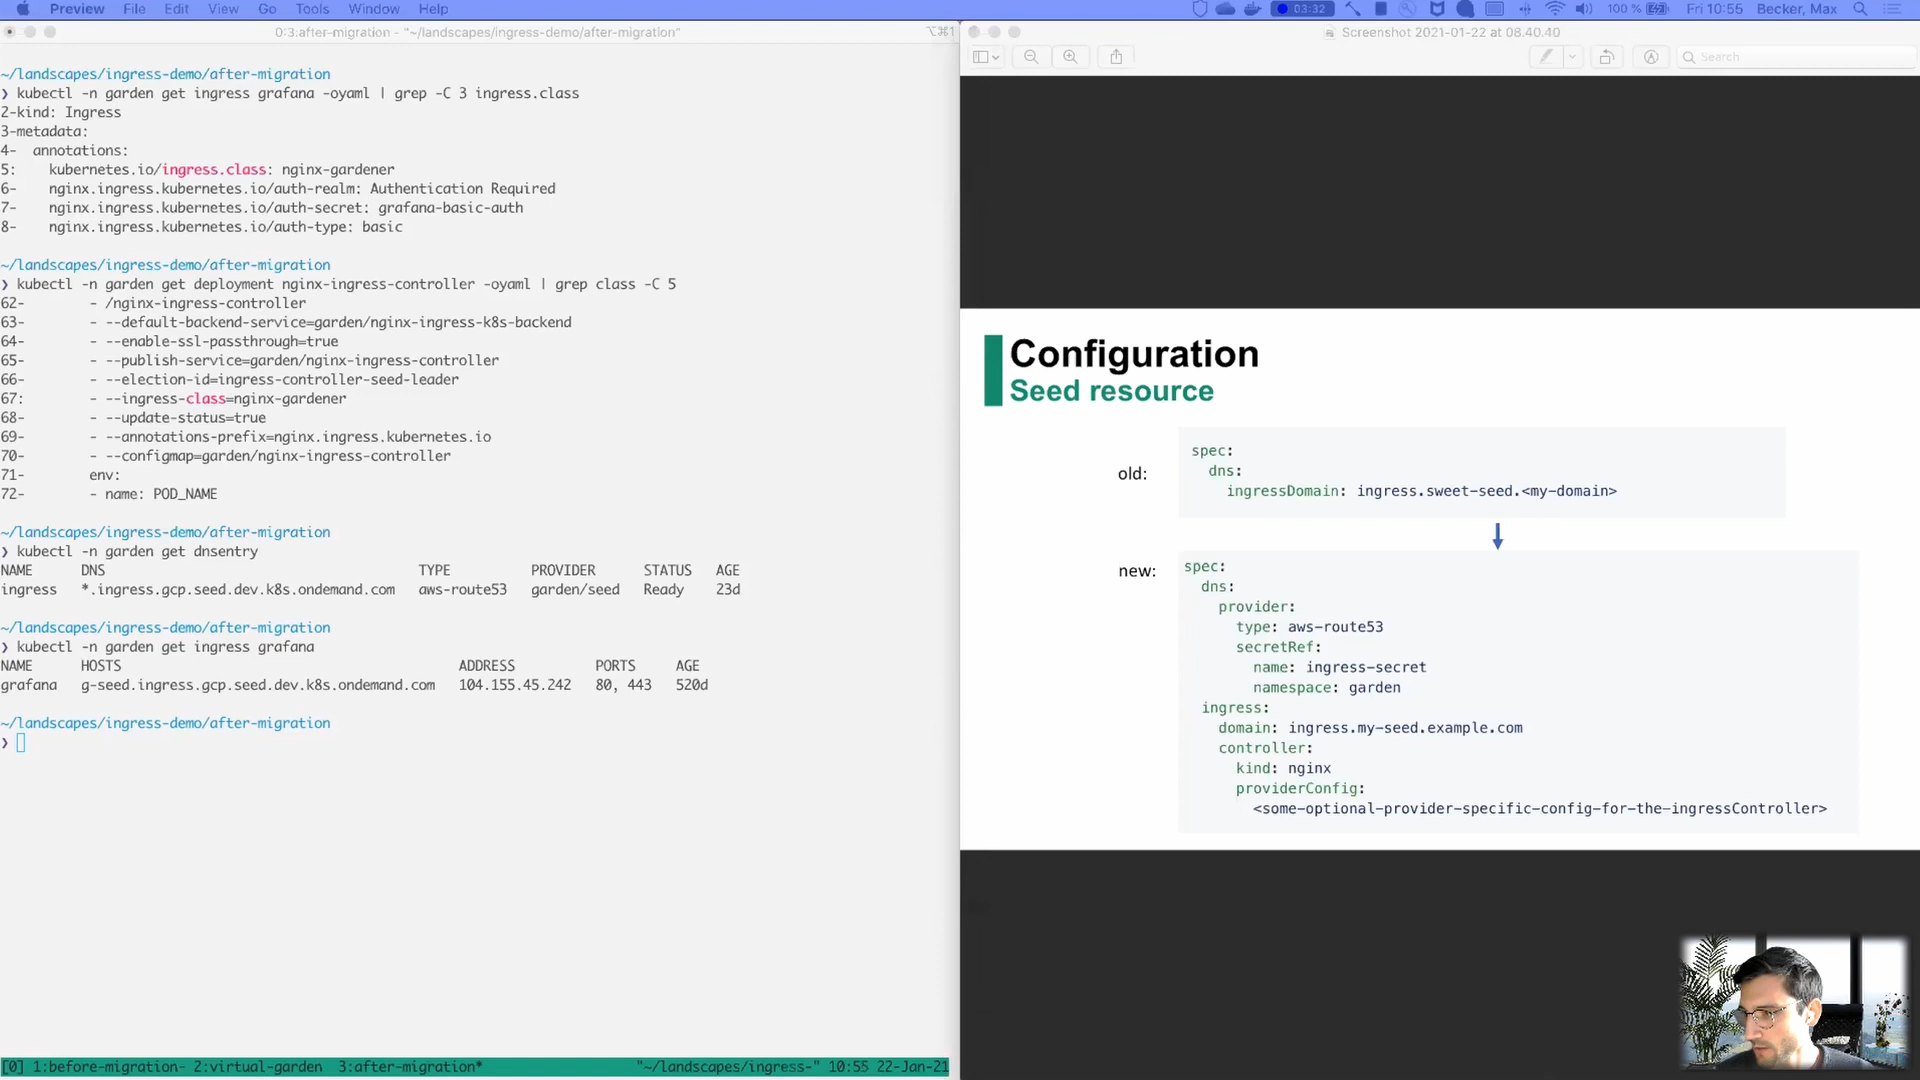 Preview File Edit View Go Tools Window Help
03:32 100 % Fri 10:55 Becker, Max
0:3:after-migration - "~/landscapes/ingress-demo/after-migration"
⌥⌘1
~/landscapes/ingress-demo/after-migration
❯ kubectl -n garden get ingress grafana -oyaml | grep -C 3 ingress.class
2-kind: Ingress
3-metadata:
4-  annotations:
5:    kubernetes.io/ingress.class: nginx-gardener
6-    nginx.ingress.kubernetes.io/auth-realm: Authentication Required
7-    nginx.ingress.kubernetes.io/auth-secret: grafana-basic-auth
8-    nginx.ingress.kubernetes.io/auth-type: basic
~/landscapes/ingress-demo/after-migration
❯ kubectl -n garden get deployment nginx-ingress-controller -oyaml | grep class -C 5
62-        - /nginx-ingress-controller
63-        - --default-backend-service=garden/nginx-ingress-k8s-backend
64-        - --enable-ssl-passthrough=true
65-        - --publish-service=garden/nginx-ingress-controller
66-        - --election-id=ingress-controller-seed-leader
67:        - --ingress-class=nginx-gardener
68-        - --update-status=true
69-        - --annotations-prefix=nginx.ingress.kubernetes.io
70-        - --configmap=garden/nginx-ingress-controller
71-        env:
72-        - name: POD_NAME
~/landscapes/ingress-demo/after-migration
❯ kubectl -n garden get dnsentry
NAME DNS TYPE PROVIDER STATUS AGE
ingress *.ingress.gcp.seed.dev.k8s.ondemand.com aws-route53 garden/seed Ready 23d
~/landscapes/ingress-demo/after-migration
❯ kubectl -n garden get ingress grafana
NAME HOSTS ADDRESS PORTS AGE
grafana g-seed.ingress.gcp.seed.dev.k8s.ondemand.com 104.155.45.242 80, 443 520d
~/landscapes/ingress-demo/after-migration
❯
[0] 1:before-migration- 2:virtual-garden 3:after-migration* "~/landscapes/ingress-" 10:55 22-Jan-21
Screenshot 2021-01-22 at 08.40.40
Search
Configuration
Seed resource
old:
spec:
dns:
ingressDomain: ingress.sweet-seed.<my-domain>
new:
spec:
dns:
provider:
type: aws-route53
secretRef:
name: ingress-secret
namespace: garden
ingress:
domain: ingress.my-seed.example.com
controller:
kind: nginx
providerConfig:
<some-optional-provider-specific-config-for-the-ingressController>